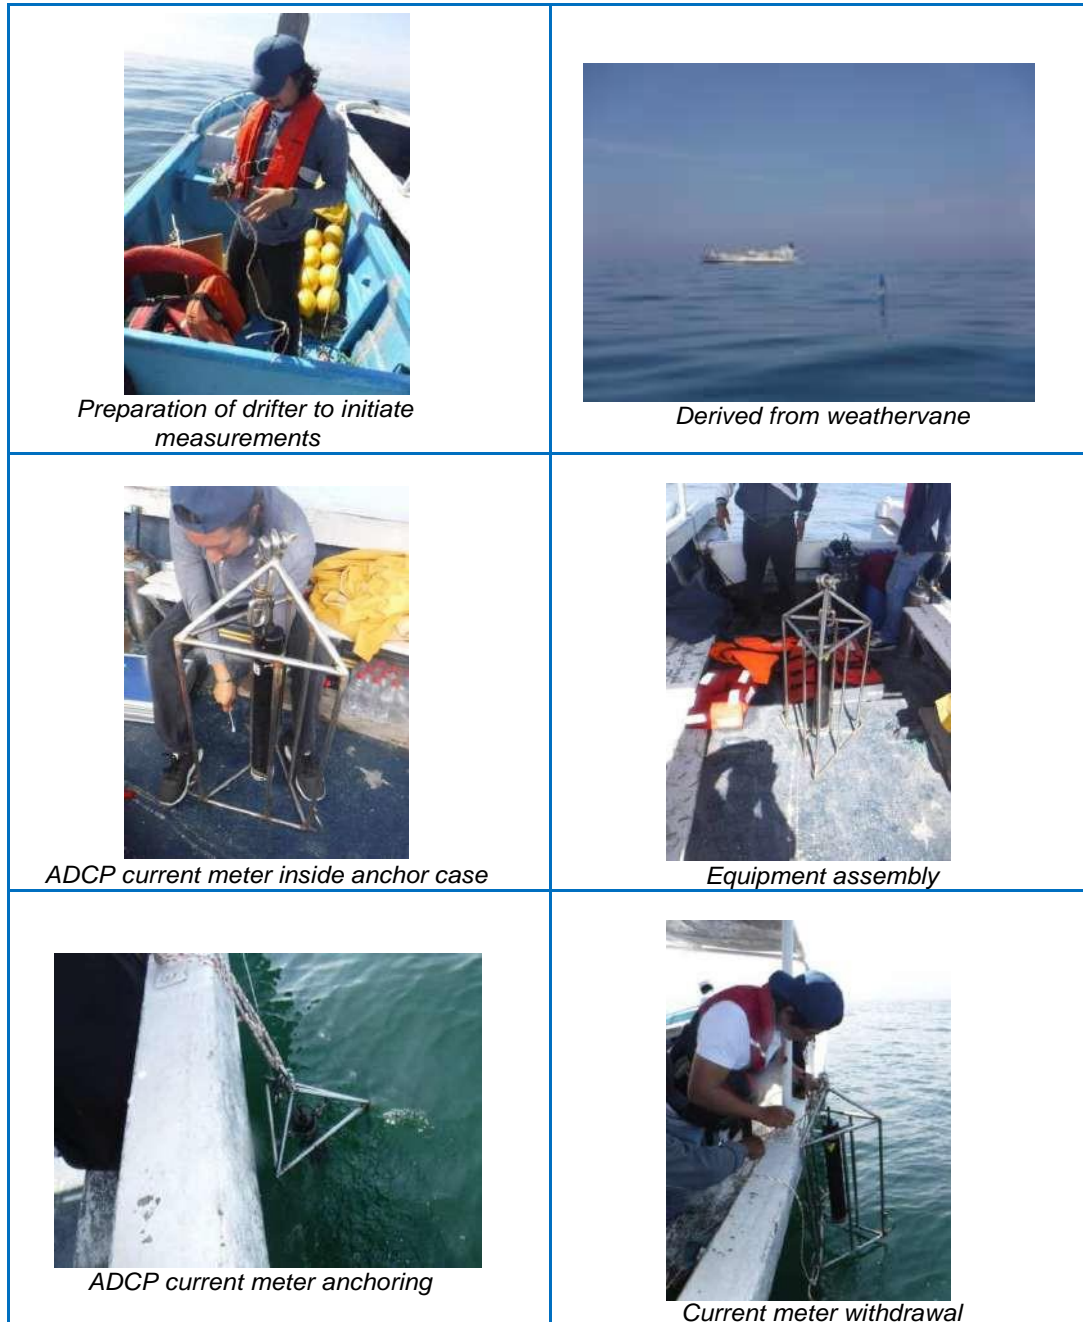 Preparation of drifter to initiate
measurements
Derived from weathervane
ADCP current meter inside anchor case
Equipment assembly
ADCP current meter anchoring
Current meter withdrawal